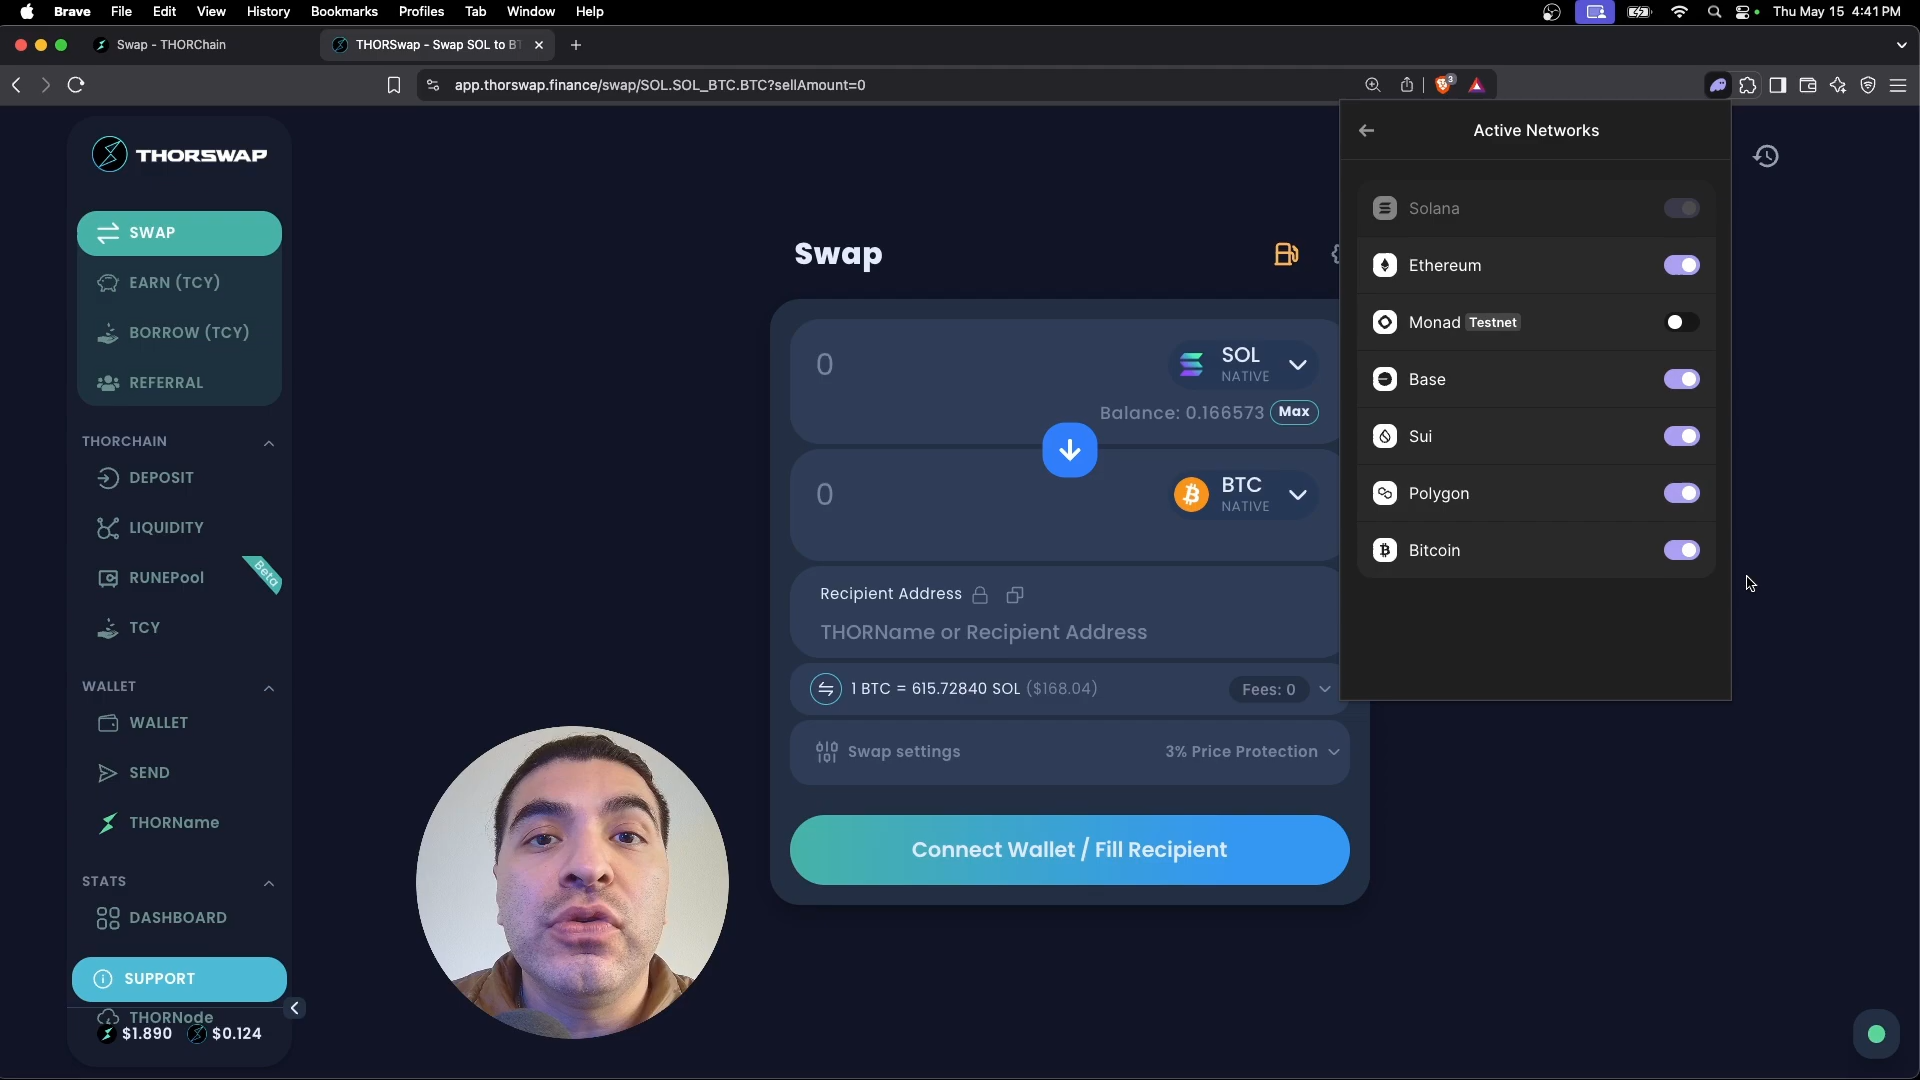 Brave File Edit View History Bookmarks Profiles Tab Window Help
Thu May 15 4:41 PM
Swap - THORChain
THORSwap - Swap SOL to BT
app.thorswap.finance/swap/SOL.SOL_BTC.BTC?sellAmount=0
3
THORSWAP
SWAP
EARN (TCY)
BORROW (TCY)
REFERRAL
THORCHAIN
DEPOSIT
LIQUIDITY
RUNEPool
Beta
TCY
WALLET
WALLET
SEND
THORName
STATS
DASHBOARD
SUPPORT
THORNode
$1.890 $0.124
Swap
0
SOL
NATIVE
Balance: 0.166573 Max
0
BTC
NATIVE
Recipient Address
THORName or Recipient Address
1 BTC = 615.72840 SOL ($168.04)
Fees: 0
Swap settings
3% Price Protection
Connect Wallet / Fill Recipient
Active Networks
Solana
Ethereum
Monad Testnet
Base
Sui
Polygon
Bitcoin